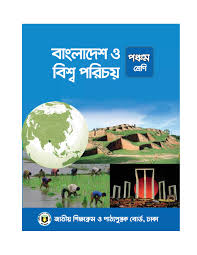 বাংলাদেশ ও
বিশ্ব পরিচয়
পঞ্চম
শ্রেণি
জাতীয় শিক্ষাক্রম ও পাঠ্যপুস্তক বোর্ড, ঢাকা